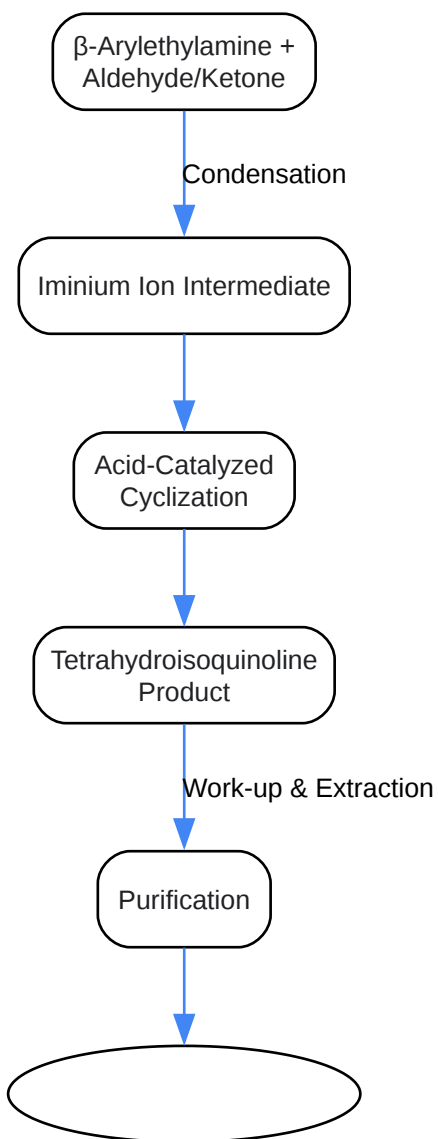 β-Arylethylamine +
Aldehyde/Ketone
Condensation
Iminium Ion Intermediate
Acid-Catalyzed
Cyclization
Tetrahydroisoquinoline
Product
Work-up & Extraction
Purification